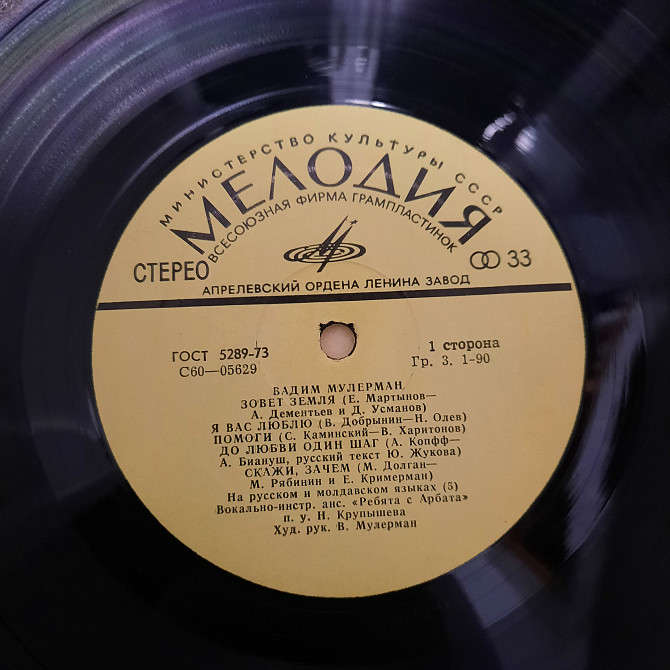 МИНИСТЕРСТВО КУЛЬТУРЫ СССР
МЕЛОДИЯ
ВСЕСОЮЗНАЯ ФИРМА ГРАМПЛАСТИНОК
СТЕРЕО 33
АПРЕЛЕВСКИЙ ОРДЕНА ЛЕНИНА ЗАВОД
ГОСТ 5289-73 1 сторона
С60—05629 Гр. 3. 1-90
ВАДИМ МУЛЕРМАН
ЗОВЕТ ЗЕМЛЯ (Е. Мартынов—
А. Дементьев и Д. Усманов)
Я ВАС ЛЮБЛЮ (В. Добрынин—Н. Олев)
ПОМОГИ (С. Каминский—В. Харитонов)
ДО ЛЮБВИ ОДИН ШАГ (А. Копфф—
А. Биануш, русский текст Ю. Жукова)
СКАЖИ, ЗАЧЕМ (М. Долган—
М. Рябинин и Е. Кримерман)
На русском и молдавском языках (5)
Вокально-инстр. анс. «Ребята с Арбата»
п. у. Н. Крупышева
Худ. рук. В. Мулерман